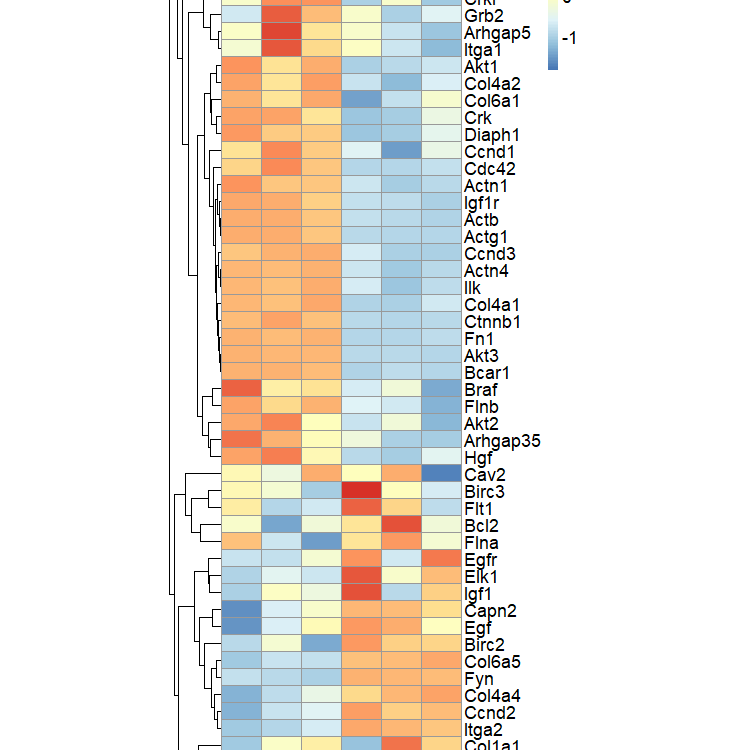 Crkl
0
Grb2
Arhgap5
-1
Itga1
Akt1
Col4a2
Col6a1
Crk
Diaph1
Ccnd1
Cdc42
Actn1
Igf1r
Actb
Actg1
Ccnd3
Actn4
Ilk
Col4a1
Ctnnb1
Fn1
Akt3
Bcar1
Braf
Flnb
Akt2
Arhgap35
Hgf
Cav2
Birc3
Flt1
Bcl2
Flna
Egfr
Elk1
Igf1
Capn2
Egf
Birc2
Col6a5
Fyn
Col4a4
Ccnd2
Itga2
Col1a1